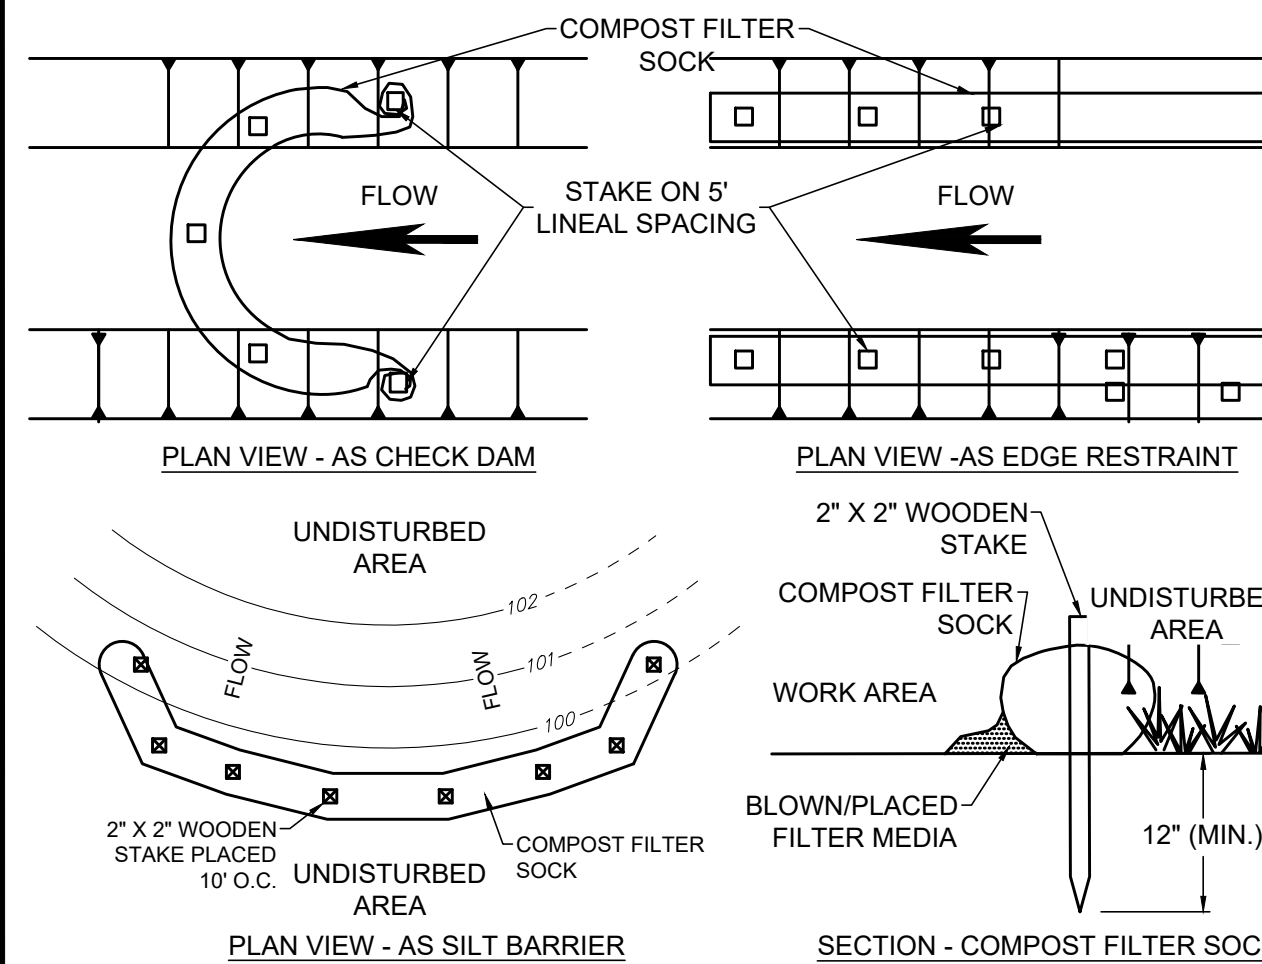 COMPOST FILTER
SOCK
FLOW
STAKE ON 5'
LINEAL SPACING
FLOW
PLAN VIEW - AS CHECK DAM
PLAN VIEW -AS EDGE RESTRAINT
UNDISTURBED
AREA
102
101
100
FLOW
FLOW
2" X 2" WOODEN
STAKE PLACED
10' O.C.
COMPOST FILTER
SOCK
UNDISTURBED
AREA
PLAN VIEW - AS SILT BARRIER
2" X 2" WOODEN
STAKE
COMPOST FILTER
SOCK
UNDISTURBE
AREA
WORK AREA
BLOWN/PLACED
FILTER MEDIA
12" (MIN.)
SECTION - COMPOST FILTER SOC